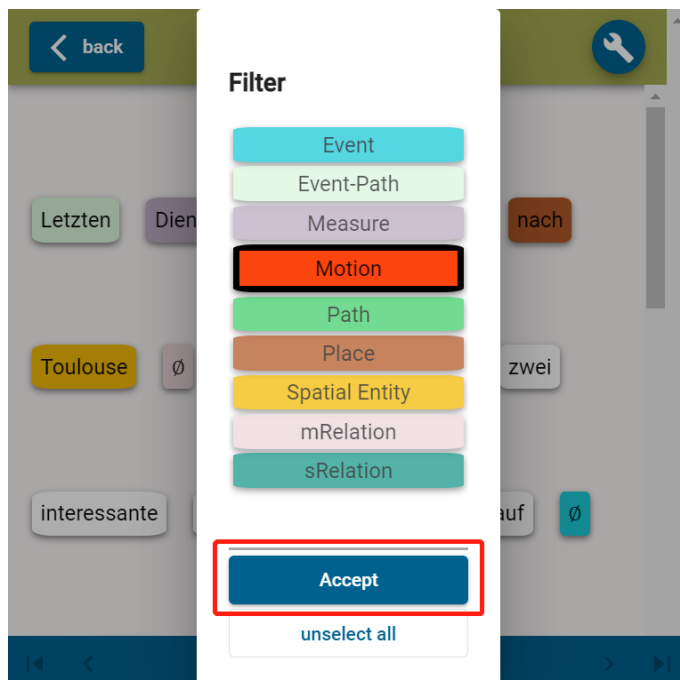 back
Filter
Event
Event-Path
Letzten
Measure
nach
Motion
Path
Toulouse
Ø
Place
zwei
Spatial Entity
mRelation
sRelation
interessante
Ø
Accept
unselect all